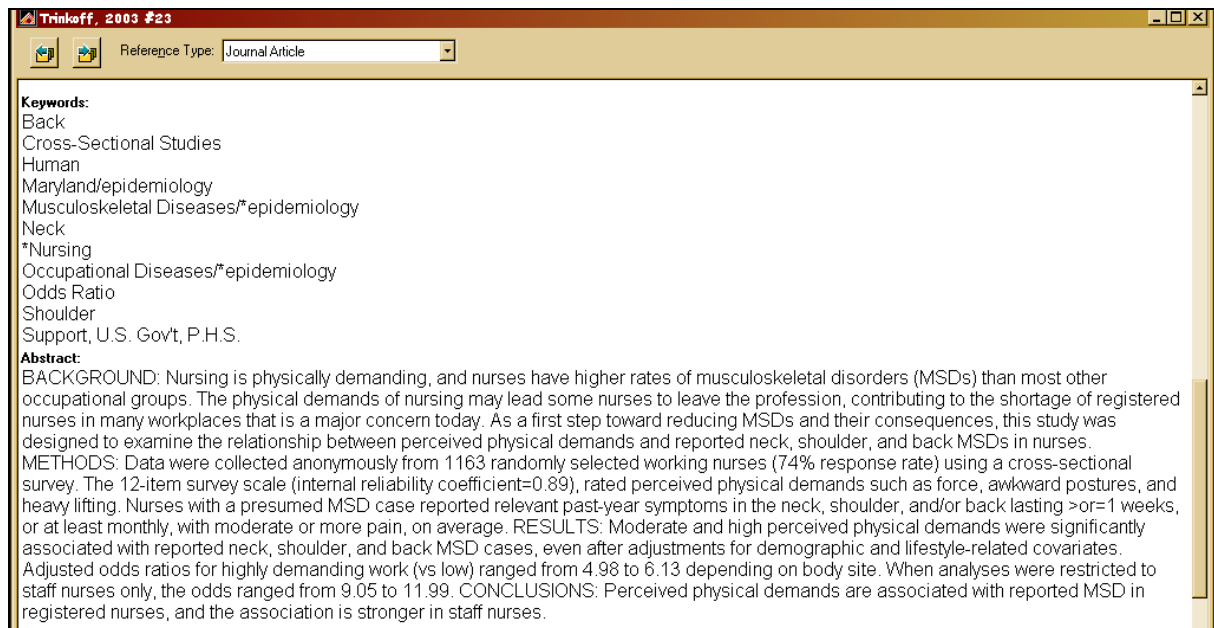 Trinkoff, 2003 #23
Reference Type: Journal Article
Keywords:
Back
Cross-Sectional Studies
Human
Maryland/epidemiology
Musculoskeletal Diseases/*epidemiology
Neck
*Nursing
Occupational Diseases/*epidemiology
Odds Ratio
Shoulder
Support, U.S. Gov't, P.H.S.
Abstract:
BACKGROUND: Nursing is physically demanding, and nurses have higher rates of musculoskeletal disorders (MSDs) than most other
occupational groups. The physical demands of nursing may lead some nurses to leave the profession, contributing to the shortage of registered
nurses in many workplaces that is a major concern today. As a first step toward reducing MSDs and their consequences, this study was
designed to examine the relationship between perceived physical demands and reported neck, shoulder, and back MSDs in nurses.
METHODS: Data were collected anonymously from 1163 randomly selected working nurses (74% response rate) using a cross-sectional
survey. The 12-item survey scale (internal reliability coefficient=0.89), rated perceived physical demands such as force, awkward postures, and
heavy lifting. Nurses with a presumed MSD case reported relevant past-year symptoms in the neck, shoulder, and/or back lasting >or=1 weeks,
or at least monthly, with moderate or more pain, on average. RESULTS: Moderate and high perceived physical demands were significantly
associated with reported neck, shoulder, and back MSD cases, even after adjustments for demographic and lifestyle-related covariates.
Adjusted odds ratios for highly demanding work (vs low) ranged from 4.98 to 6.13 depending on body site. When analyses were restricted to
staff nurses only, the odds ranged from 9.05 to 11.99. CONCLUSIONS: Perceived physical demands are associated with reported MSD in
registered nurses, and the association is stronger in staff nurses.